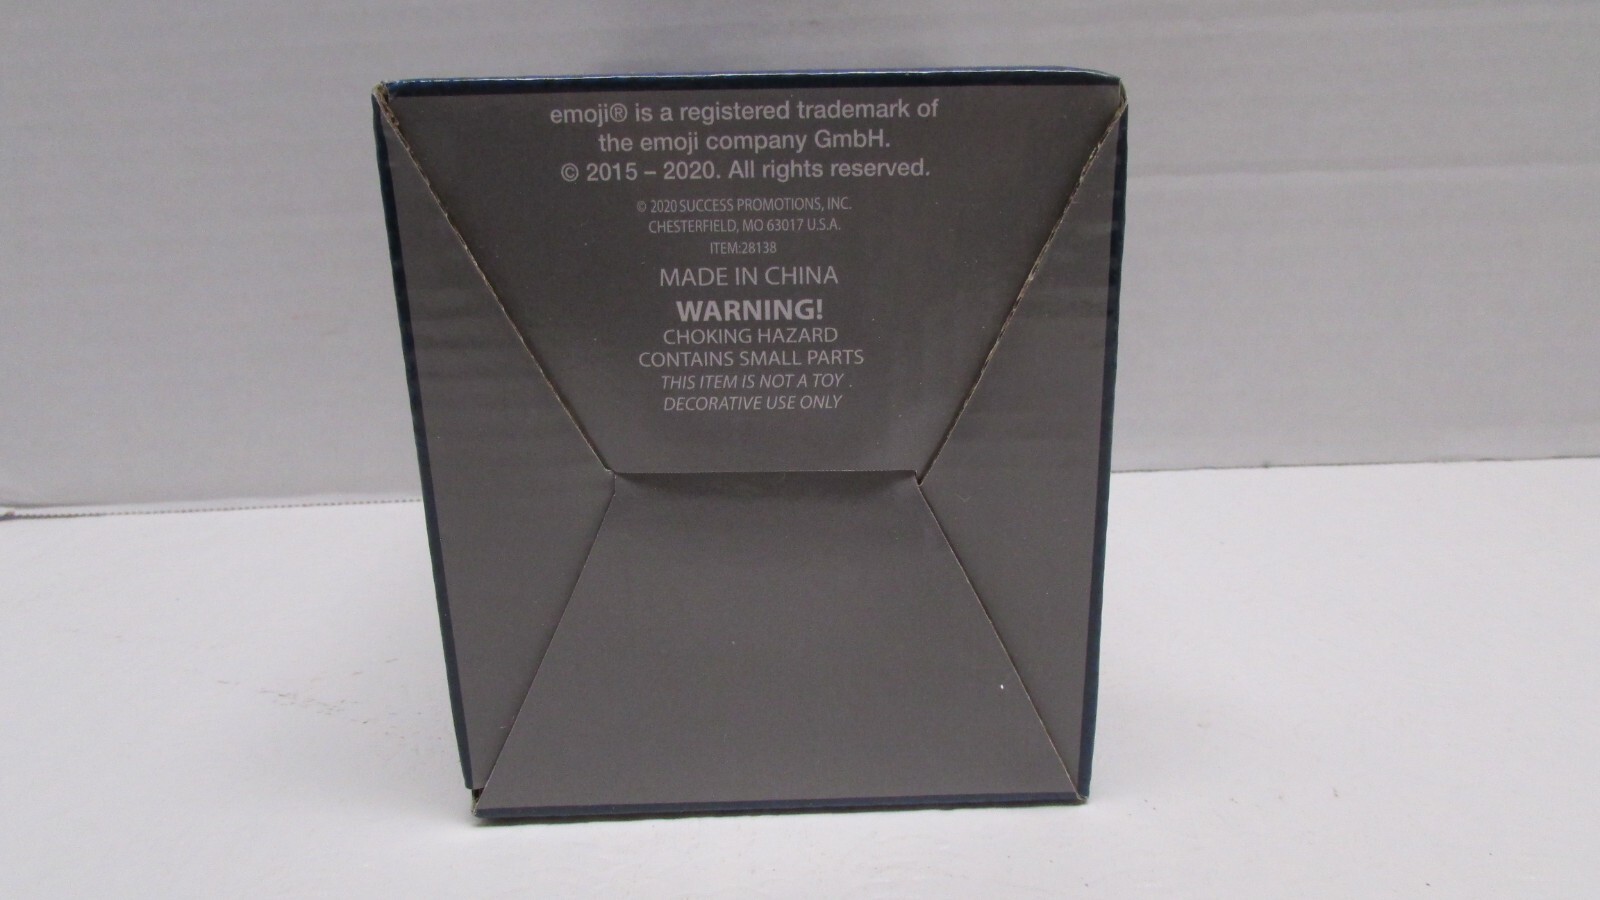 emoji® is a registered trademark of
the emoji company GmbH.
© 2015 – 2020. All rights reserved.
© 2020 SUCCESS PROMOTIONS, INC.
CHESTERFIELD, MO 63017 U.S.A.
ITEM:28138
MADE IN CHINA
WARNING!
CHOKING HAZARD
CONTAINS SMALL PARTS
THIS ITEM IS NOT A TOY .
DECORATIVE USE ONLY